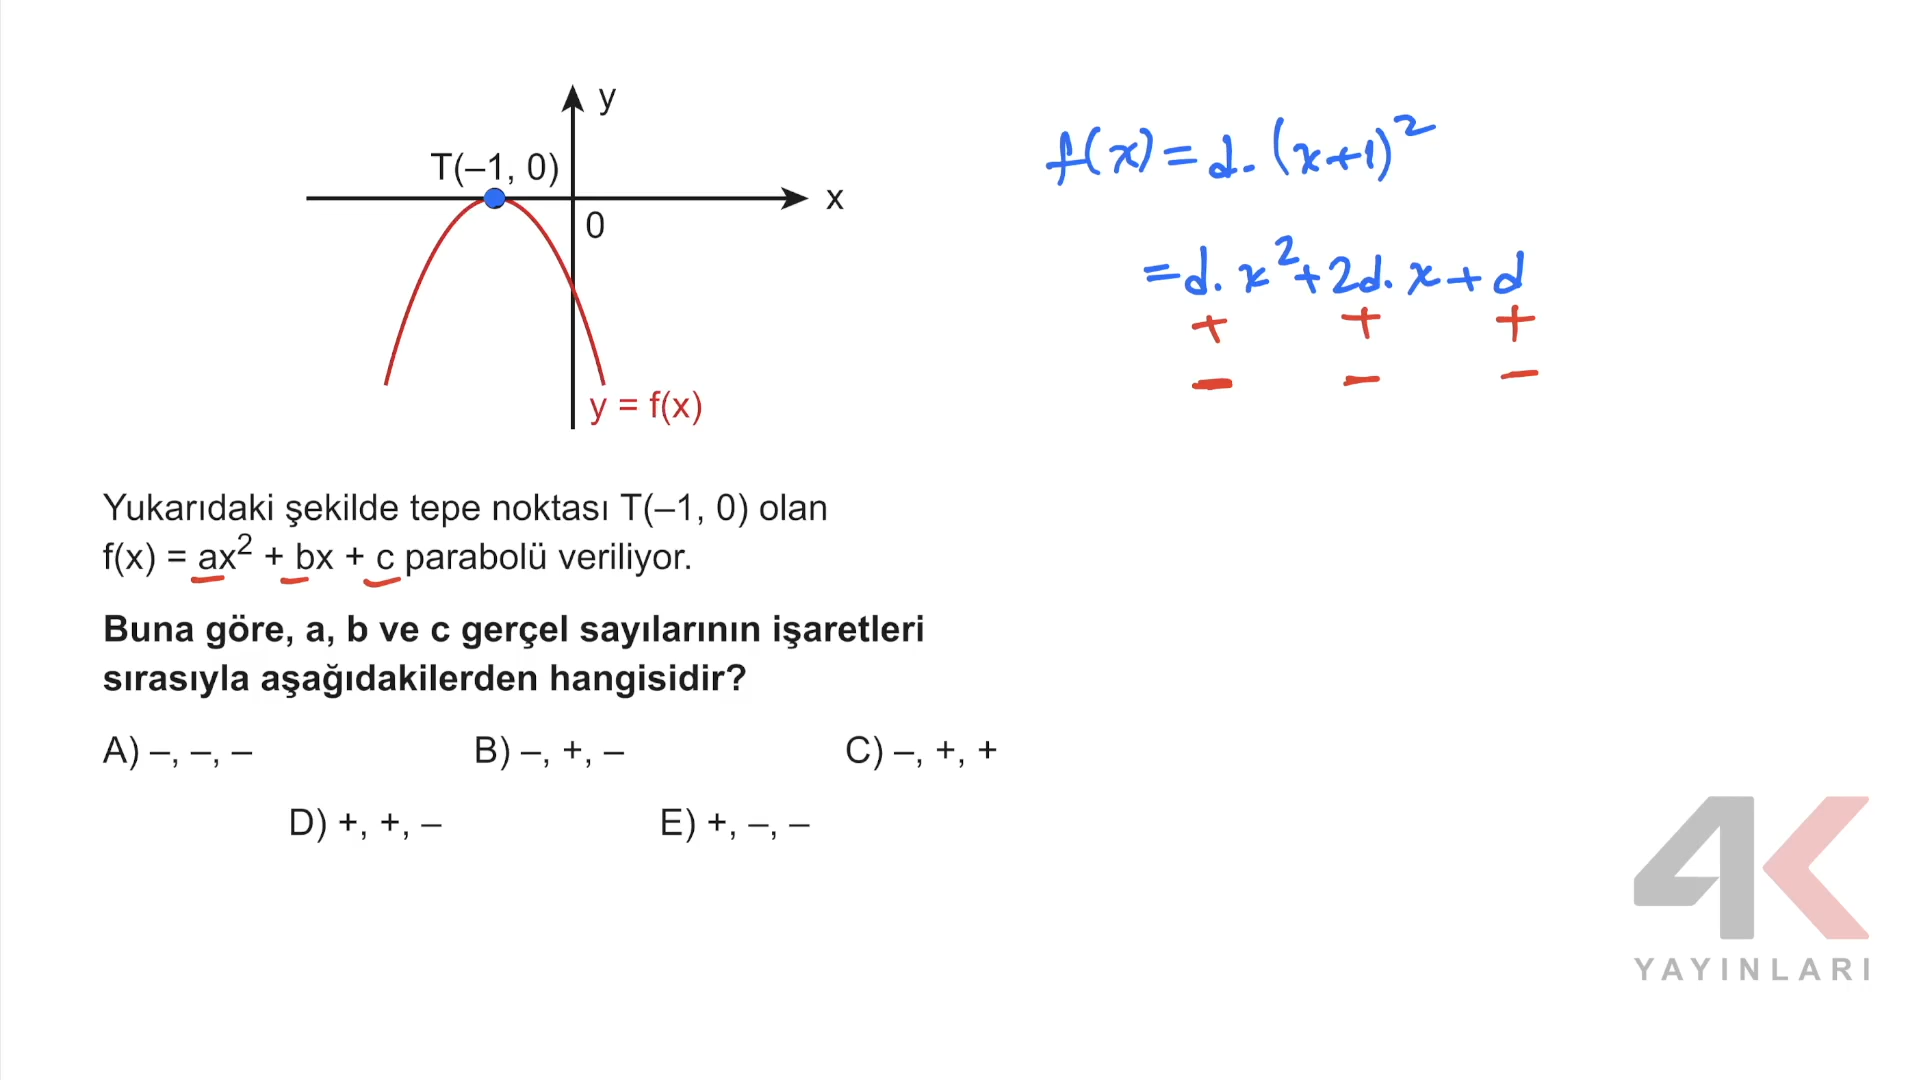 y
T(–1, 0)
x
0
y = f(x)
f(x) = d. (x+1)²
= d. x² + 2d. x + d
+ + +
– – –
Yukarıdaki şekilde tepe noktası T(–1, 0) olan
f(x) = ax² + bx + c parabolü veriliyor.
Buna göre, a, b ve c gerçel sayılarının işaretleri
sırasıyla aşağıdakilerden hangisidir?
A) –, –, – B) –, +, – C) –, +, +
D) +, +, – E) +, –, –
4K
YAYINLARI